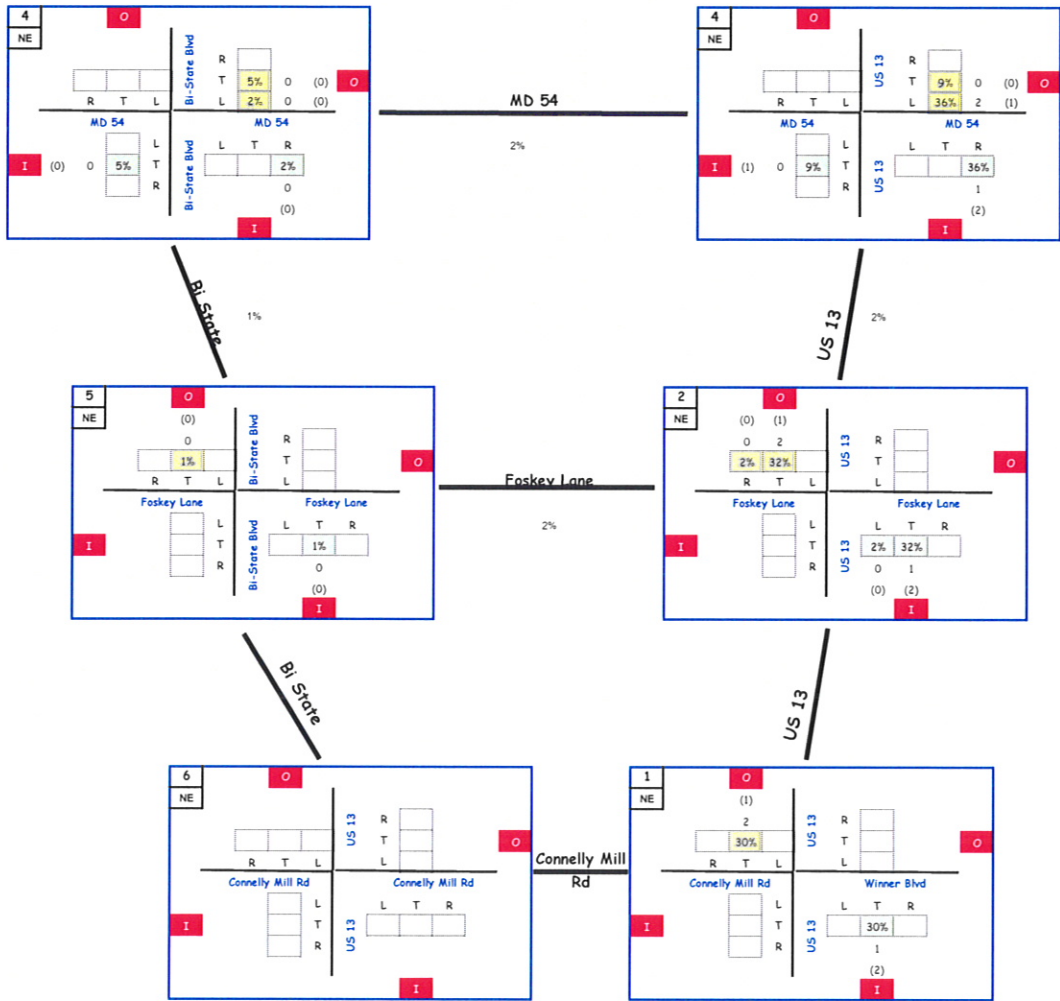 4 O
NE
Bi-State Blvd
R
T 5% 0 (0) O
R T L L 2% 0 (0)
MD 54 MD 54
L
I (0) 0 5% T
R
Bi-State Blvd
L T R
2%
0
(0)
I
MD 54
2%
4 O
NE
US 13
R
T 9% 0 (0) O
R T L L 36% 2 (1)
MD 54 MD 54
L
I (1) 0 9% T
R
US 13
L T R
36%
1
(2)
I
Bi State
1%
US 13
2%
5 O
NE
(0)
0
1%
R T L
Bi-State Blvd
R
T O
L
Foskey Lane Foskey Lane
L
I T
R
Bi-State Blvd
L T R
1%
0
(0)
I
Foskey Lane
2%
2 O
NE
(0) (1)
0 2
2% 32%
R T L
US 13
R
T O
L
Foskey Lane Foskey Lane
L
I T
R
US 13
L T R
2% 32%
0 1
(0) (2)
I
Bi State
US 13
6 O
NE
R T L
US 13
R
T O
L
Connelly Mill Rd Connelly Mill Rd
L
I T
R
US 13
L T R
I
Connelly Mill
Rd
1 O
NE
(1)
2
30%
R T L
US 13
R
T O
L
Connelly Mill Rd Winner Blvd
L
I T
R
US 13
L T R
30%
1
(2)
I